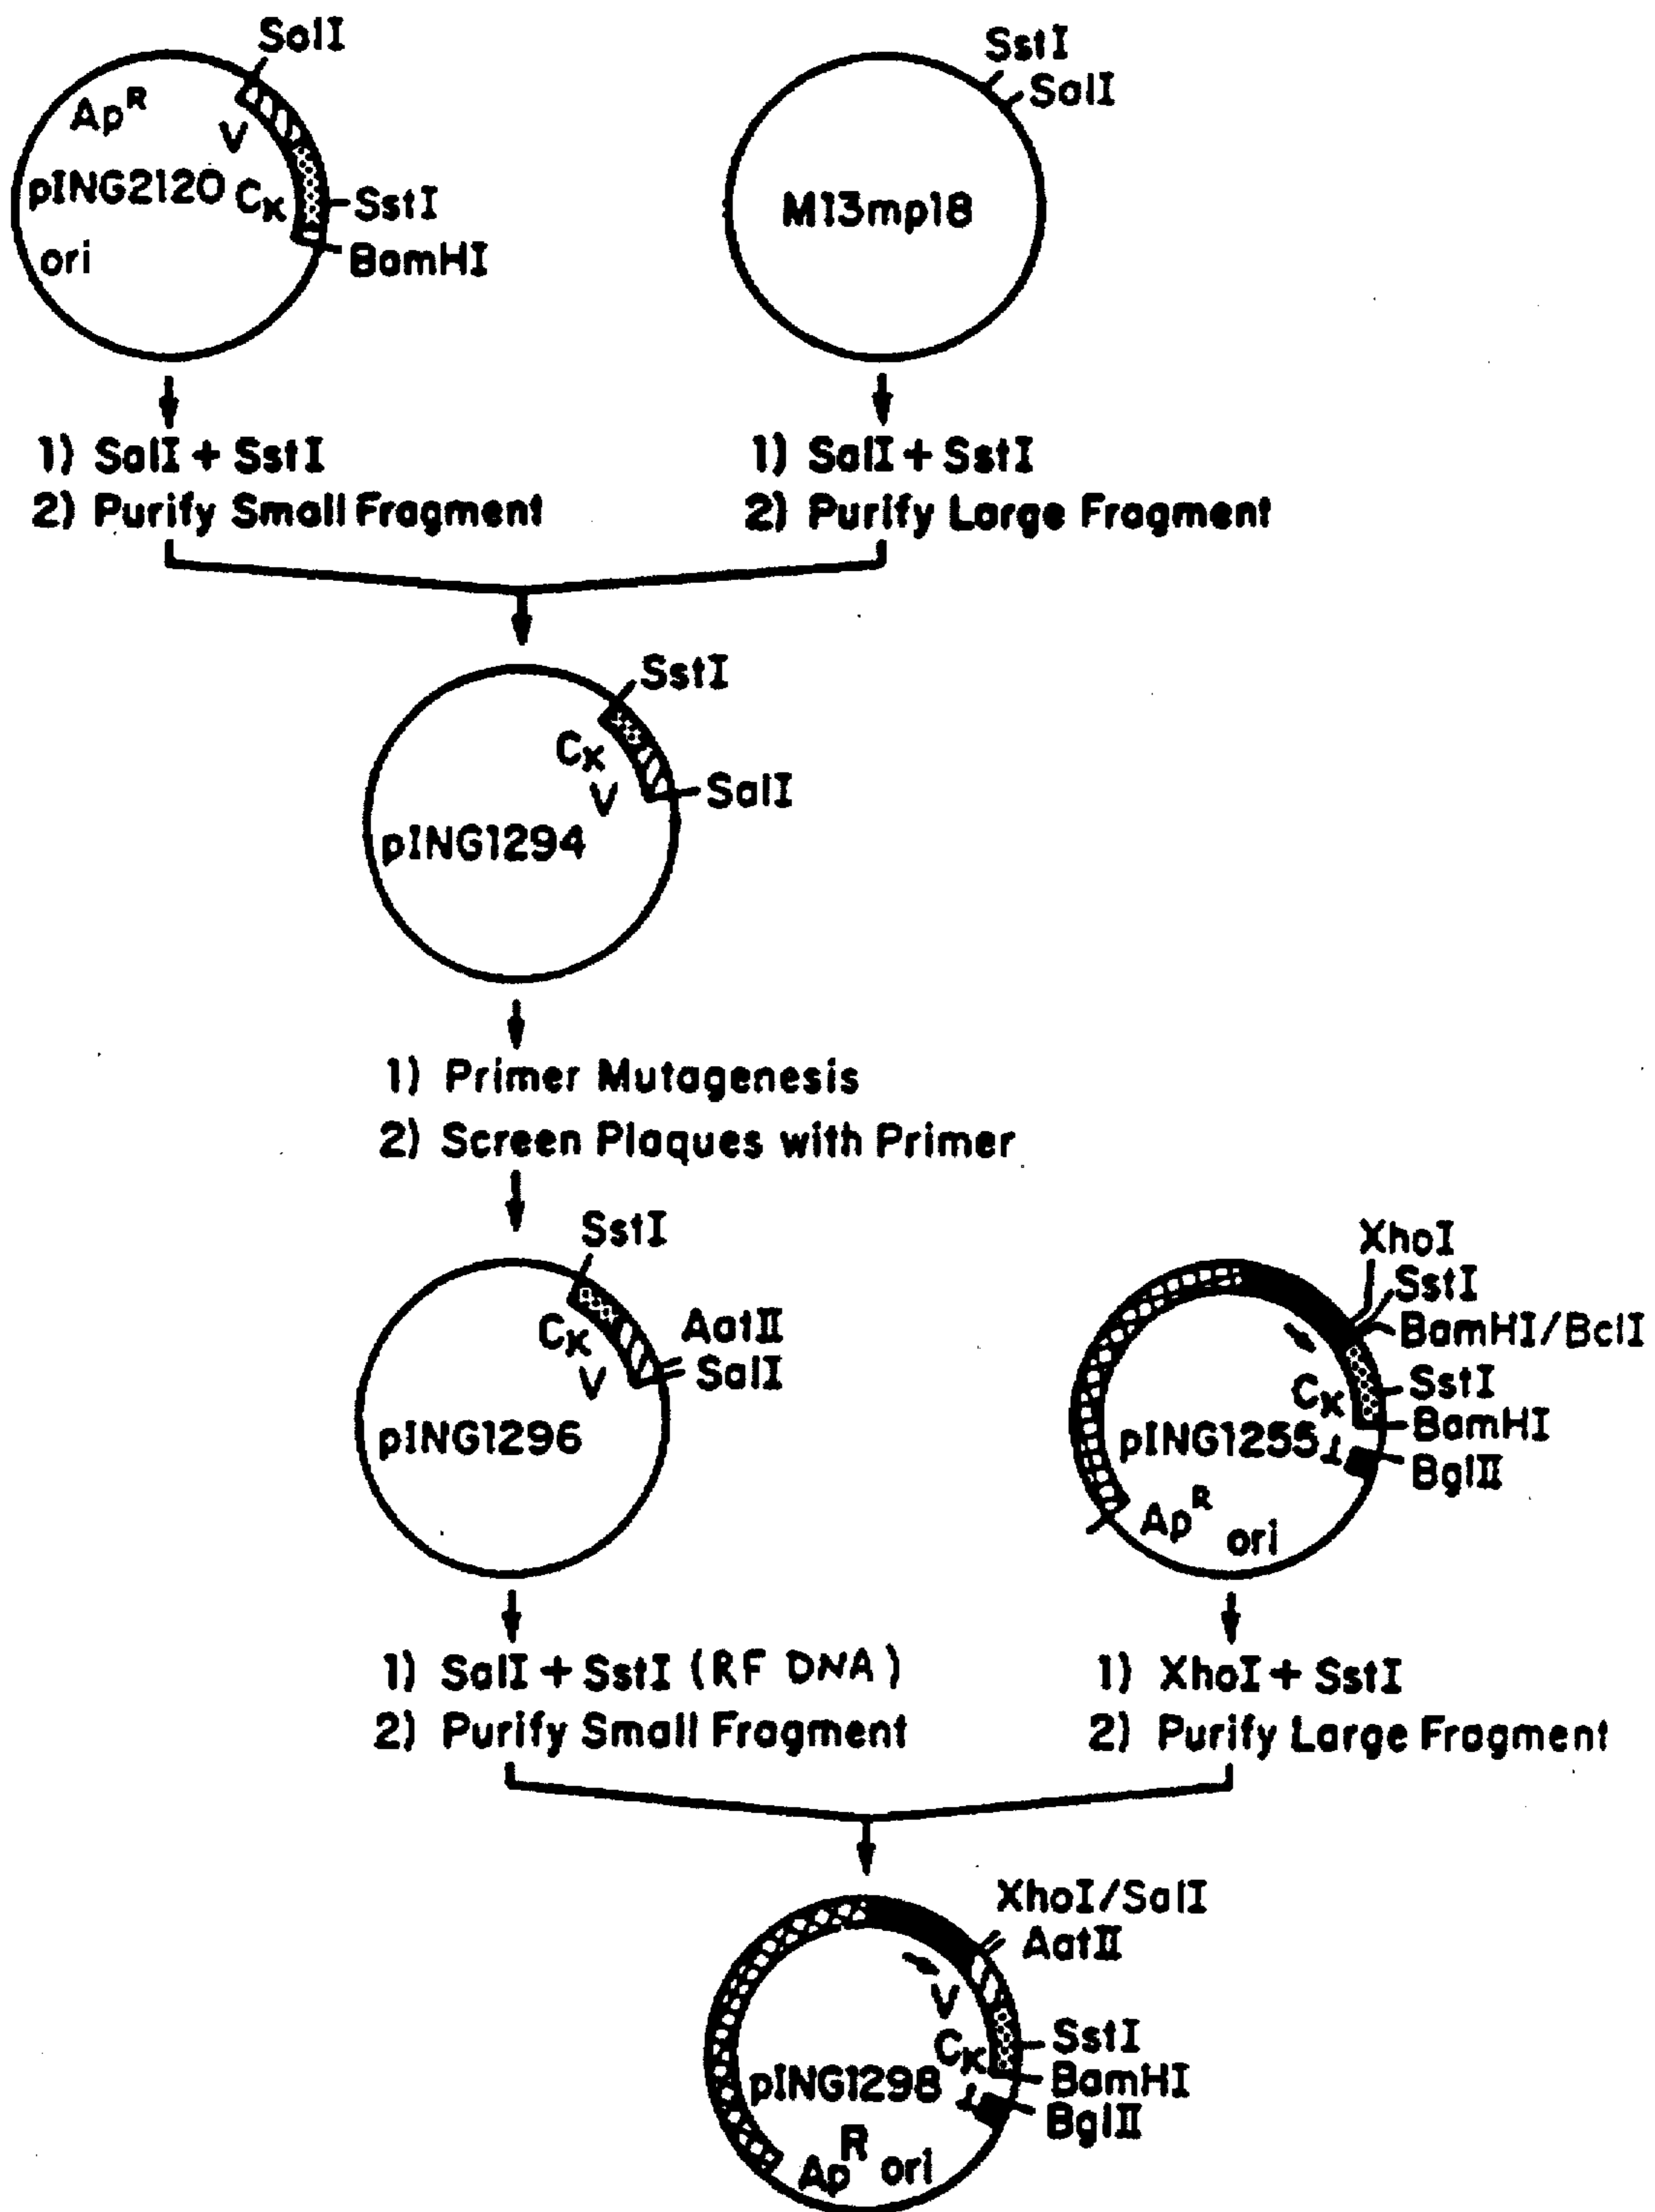 SalI
Ap^R
V
pING2120
Cκ
SstI
ori
BamHI
SstI
SalI
M13mp18
1) SalI + SstI
2) Purify Small Fragment
1) SalI + SstI
2) Purify Large Fragment
SstI
Cκ
V
SalI
pING1294
1) Primer Mutagenesis
2) Screen Plaques with Primer
SstI
Cκ
AatII
V
SalI
pING1296
XhoI
SstI
BamHI/BclI
SstI
Cκ
BamHI
pING1255
BglII
Ap^R
ori
1) SalI + SstI (RF DNA)
2) Purify Small Fragment
1) XhoI + SstI
2) Purify Large Fragment
XhoI/SalI
AatII
V
SstI
Cκ
BamHI
pING1298
BglII
Ap^R
ori